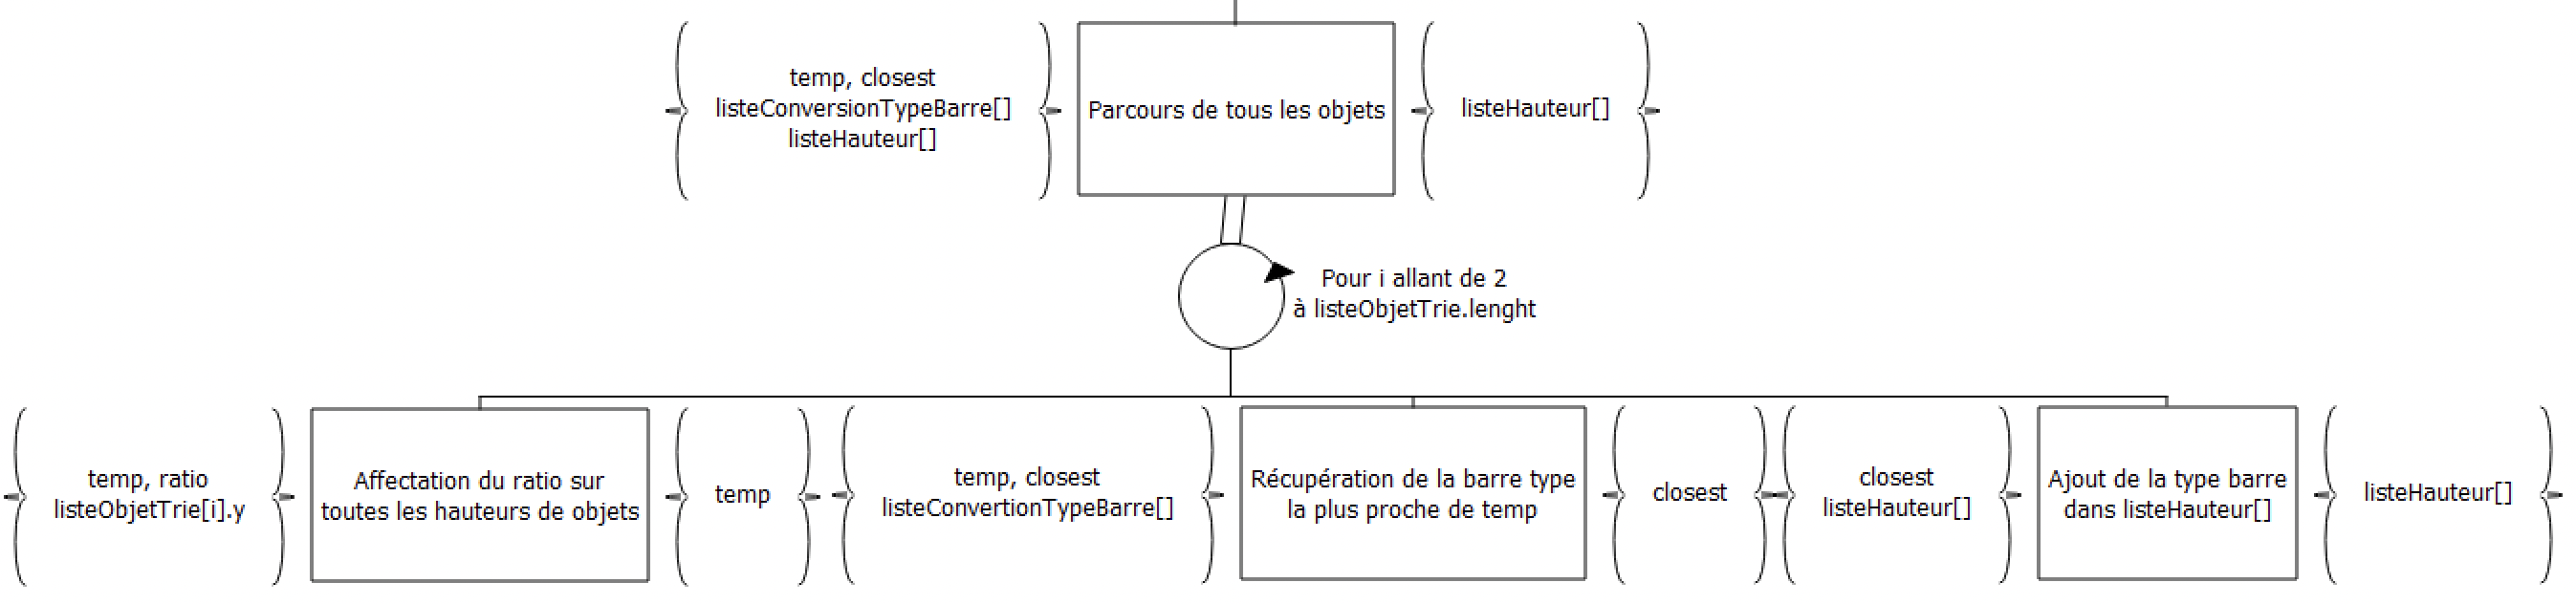 temp, closest
listeConversionTypeBarre[]
listeHauteur[]
Parcours de tous les objets
listeHauteur[]
Pour i allant de 2
à listeObjetTrie.lenght
temp, ratio
listeObjetTrie[i].y
Affectation du ratio sur
toutes les hauteurs de objets
temp
temp, closest
listeConvertionTypeBarre[]
Récupération de la barre type
la plus proche de temp
closest
closest
listeHauteur[]
Ajout de la type barre
dans listeHauteur[]
listeHauteur[]